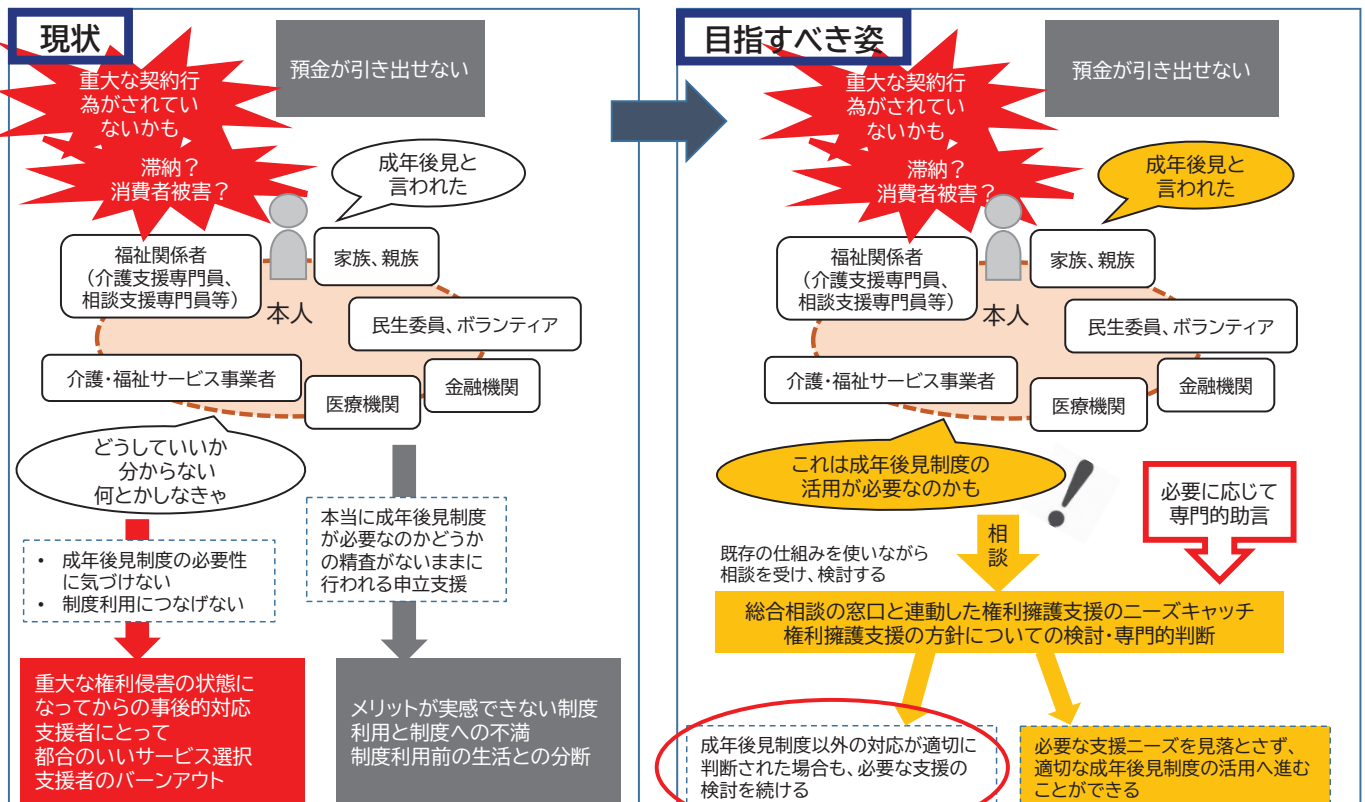 現状
預金が引き出せない
重大な契約行
為がされてい
ないかも
滞納？
消費者被害？
成年後見と
言われた
福祉関係者
（介護支援専門員、
相談支援専門員等）
家族、親族
本人
民生委員、ボランティア
介護・福祉サービス事業者
医療機関
金融機関
どうしていいか
分からない
何とかしなきゃ
• 成年後見制度の必要性
に気づけない
• 制度利用につなげない
本当に成年後見制度
が必要なのかどうか
の精査がないままに
行われる申立支援
重大な権利侵害の状態に
なってからの事後的対応
支援者にとって
都合のいいサービス選択
支援者のバーンアウト
メリットが実感できない制度
利用と制度への不満
制度利用前の生活との分断
目指すべき姿
預金が引き出せない
重大な契約行
為がされてい
ないかも
滞納？
消費者被害？
成年後見と
言われた
福祉関係者
（介護支援専門員、
相談支援専門員等）
家族、親族
本人
民生委員、ボランティア
介護・福祉サービス事業者
医療機関
金融機関
これは成年後見制度の
活用が必要なのかも
！
必要に応じて
専門的助言
相
談
既存の仕組みを使いながら
相談を受け、検討する
総合相談の窓口と連動した権利擁護支援のニーズキャッチ
権利擁護支援の方針についての検討・専門的判断
成年後見制度以外の対応が適切に
判断された場合も、必要な支援の
検討を続ける
必要な支援ニーズを見落とさず、
適切な成年後見制度の活用へ進む
ことができる